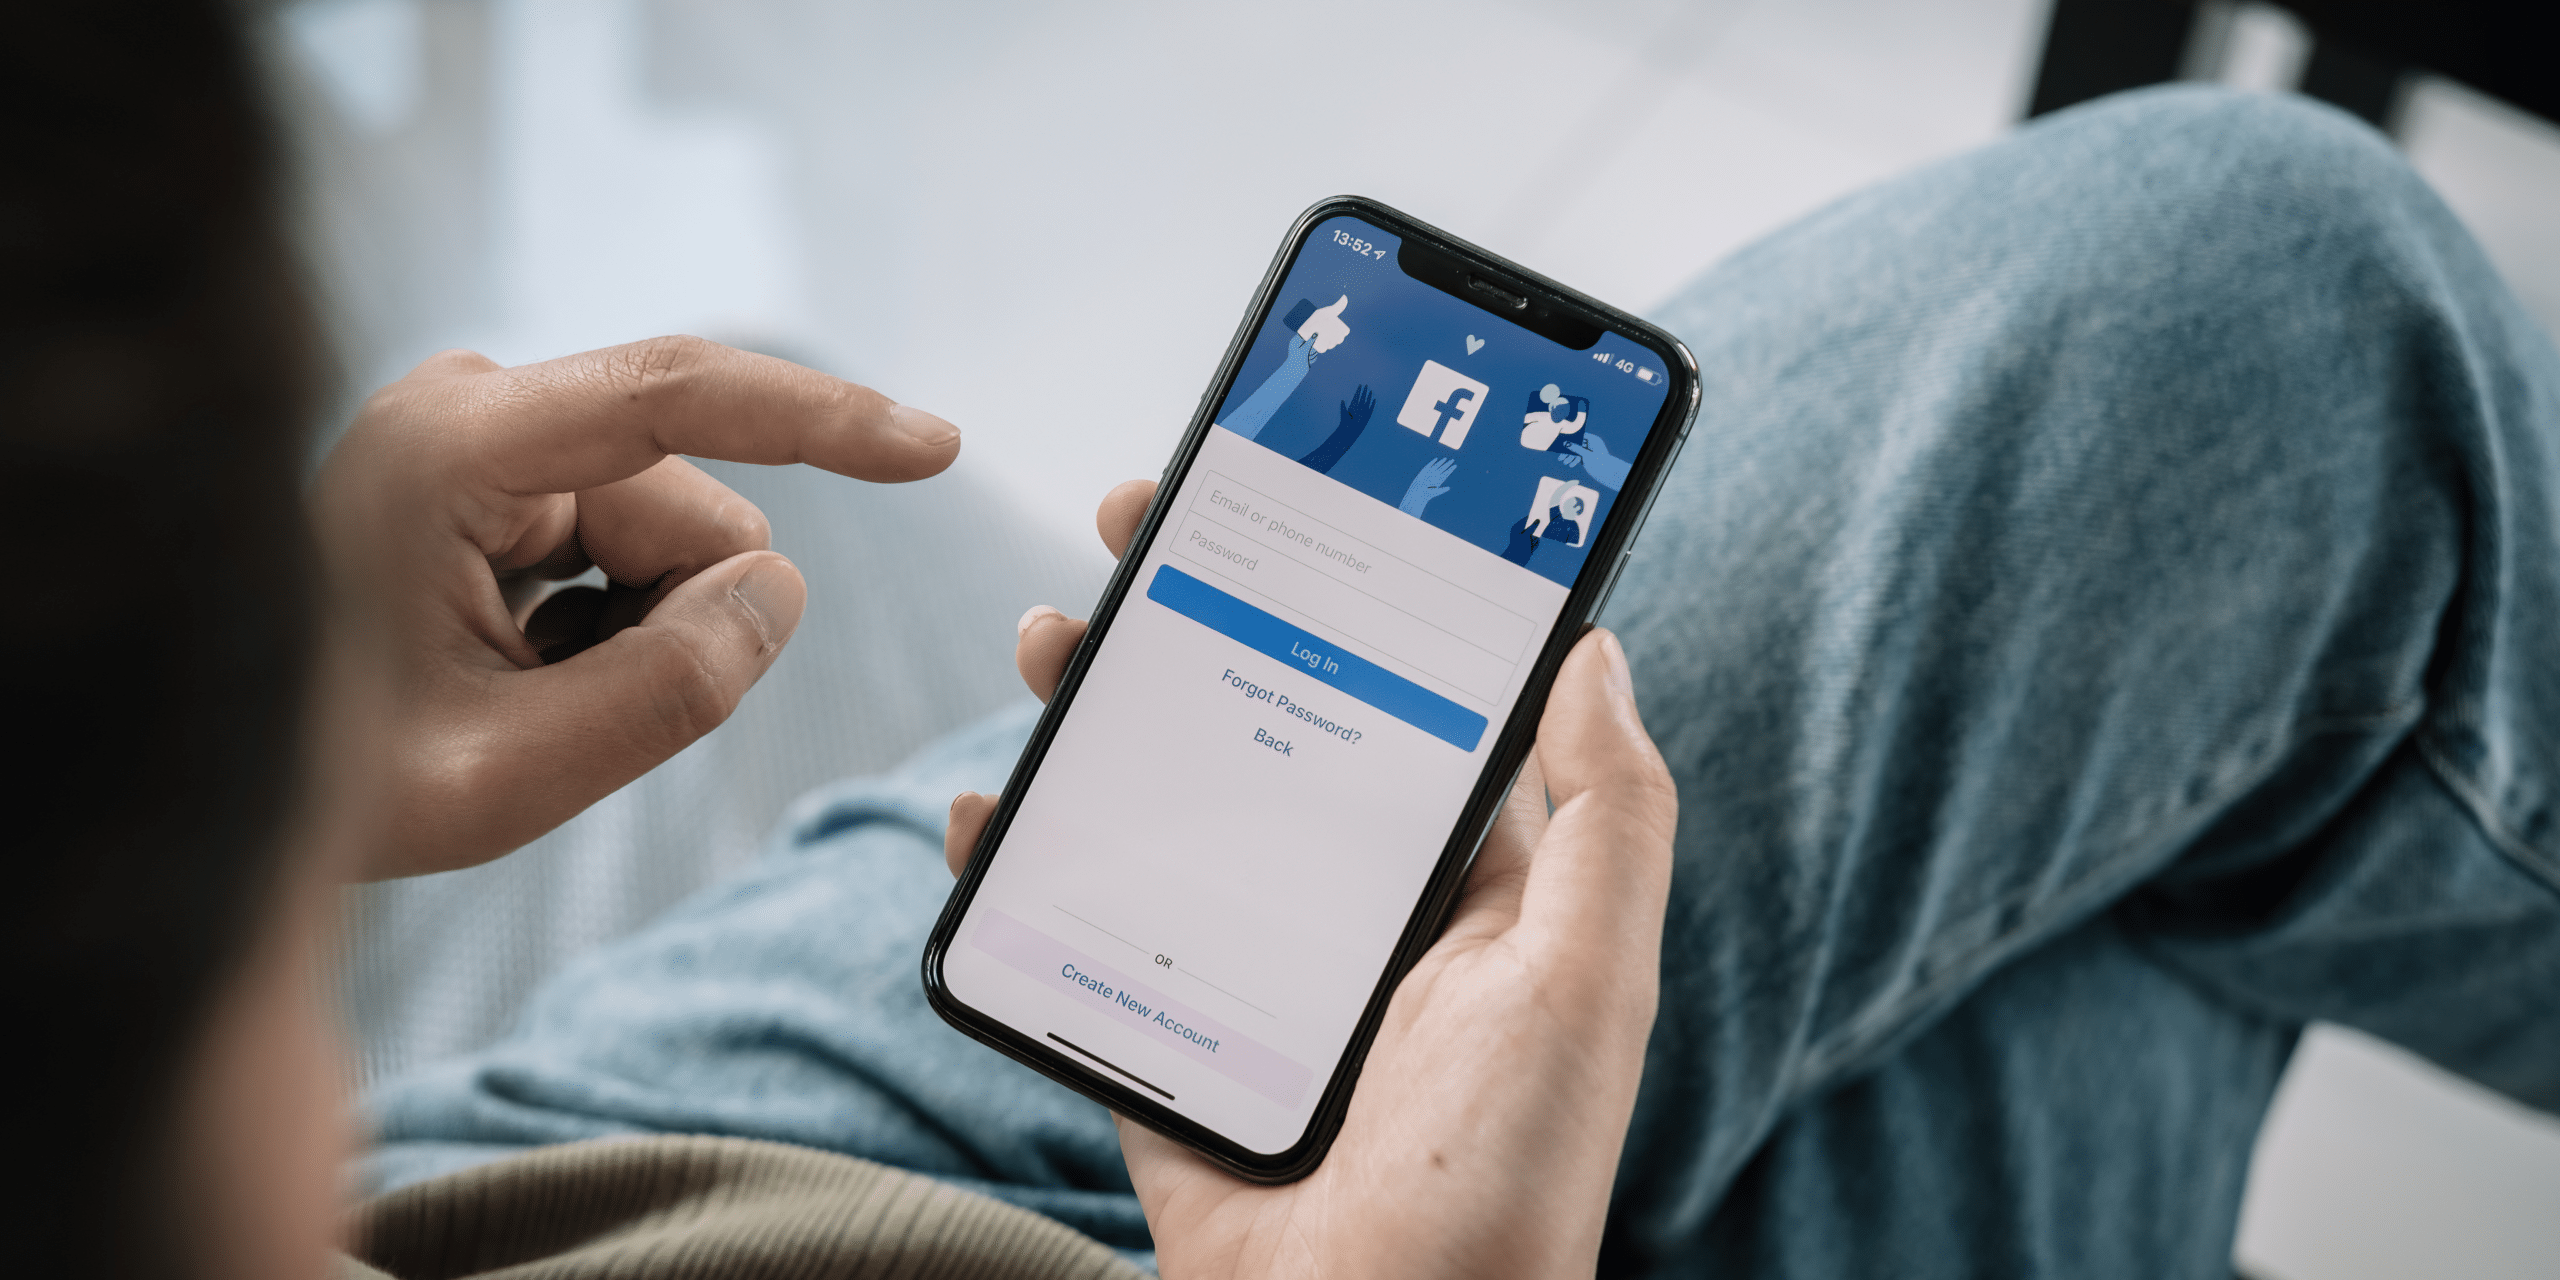 13:52
4G
Email or phone number
Password
Log In
Forgot Password?
Back
OR
Create New Account